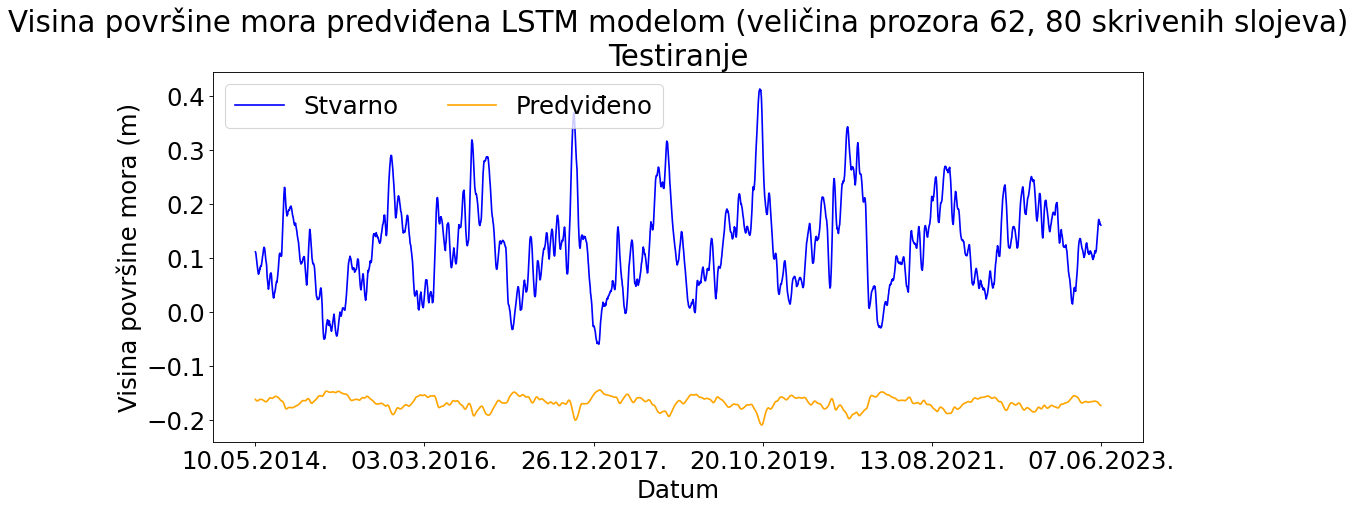 Visina površine mora predviđena LSTM modelom (veličina prozora 62, 80 skrivenih slojeva)
Testiranje
Stvarno Predviđeno
Visina površine mora (m)
0.4
0.3
0.2
0.1
0.0
−0.1
−0.2
10.05.2014. 03.03.2016. 26.12.2017. 20.10.2019. 13.08.2021. 07.06.2023.
Datum